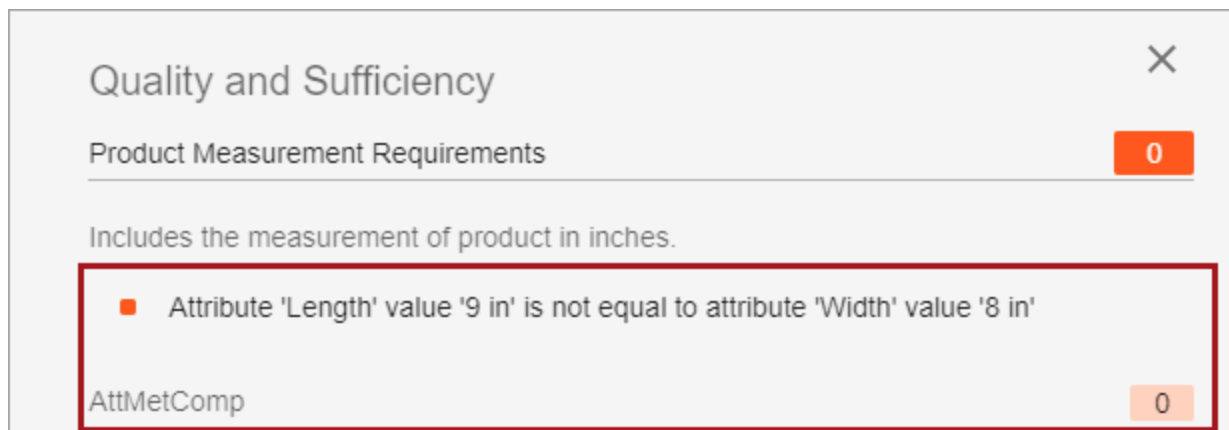 Quality and Sufficiency
Product Measurement Requirements 0
Includes the measurement of product in inches.
Attribute 'Length' value '9 in' is not equal to attribute 'Width' value '8 in'
AttMetComp 0